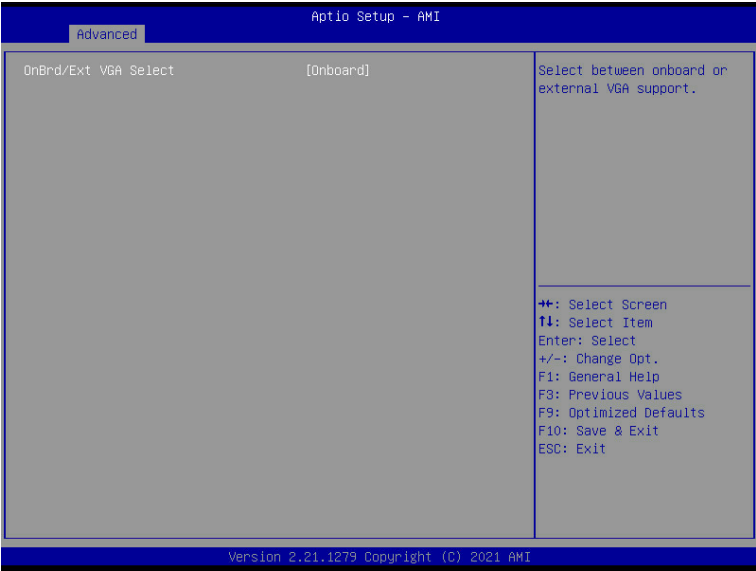 Aptio Setup – AMI
Advanced
OnBrd/Ext VGA Select [Onboard]
Select between onboard or
external VGA support.
→←: Select Screen
↑↓: Select Item
Enter: Select
+/-: Change Opt.
F1: General Help
F3: Previous Values
F9: Optimized Defaults
F10: Save & Exit
ESC: Exit
Version 2.21.1279 Copyright (C) 2021 AMI